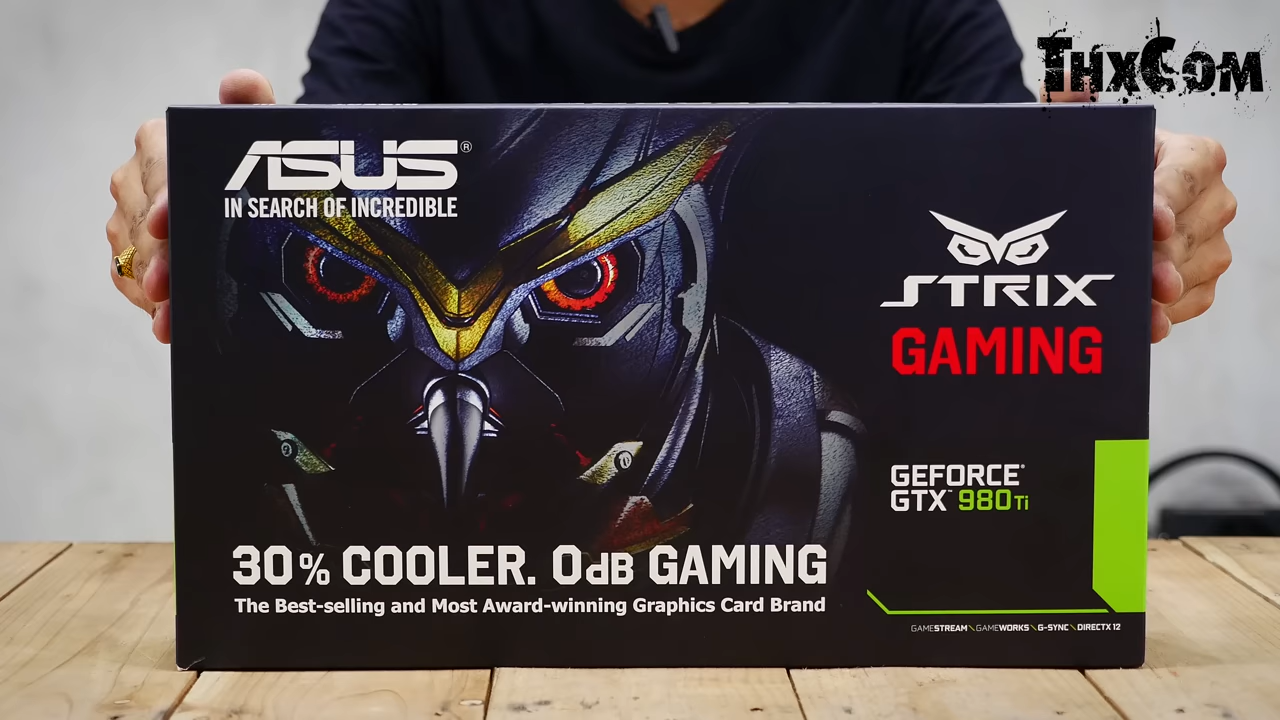 THXCOM
ASUS®
IN SEARCH OF INCREDIBLE
STRIX
GAMING
GEFORCE®
GTX™ 980Ti
30% COOLER. 0dB GAMING
The Best-selling and Most Award-winning Graphics Card Brand
GAMESTREAM \ GAMEWORKS \ G-SYNC \ DIRECTX 12